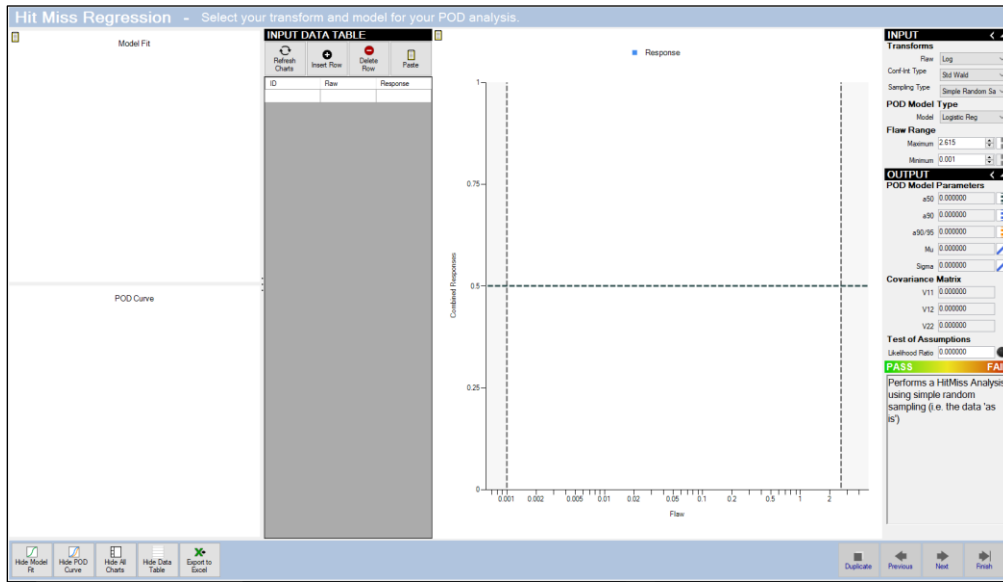 Hit Miss Regression - Select your transform and model for your POD analysis.
Model Fit
POD Curve
INPUT DATA TABLE
Refresh Charts
Insert Row
Delete Row
Paste
ID Flaw Response
Response
Combined Responses
1
0.75
0.5
0.25
0
0.001 0.002 0.005 0.01 0.02 0.05 0.1 0.2 0.5 1 2
Flaw
INPUT
Transforms
Flaw Log
Conf-Int Type Std Wald
Sampling Type Simple Random Sa
POD Model Type
Model Logistic Reg
Flaw Range
Maximum 2.615
Minimum 0.001
OUTPUT
POD Model Parameters
a50 0.000000
a90 0.000000
a90/95 0.000000
Mu 0.000000
Sigma 0.000000
Covariance Matrix
V11 0.000000
V12 0.000000
V22 0.000000
Test of Assumptions
Likelihood Ratio 0.000000
PASS FAI
Performs a HitMiss Analysis
using simple random
sampling (i.e. the data 'as
is')
Hide Model Fit
Hide POD Curve
Hide All Charts
Hide Data Table
Export to Excel
Duplicate
Previous
Next
Finish